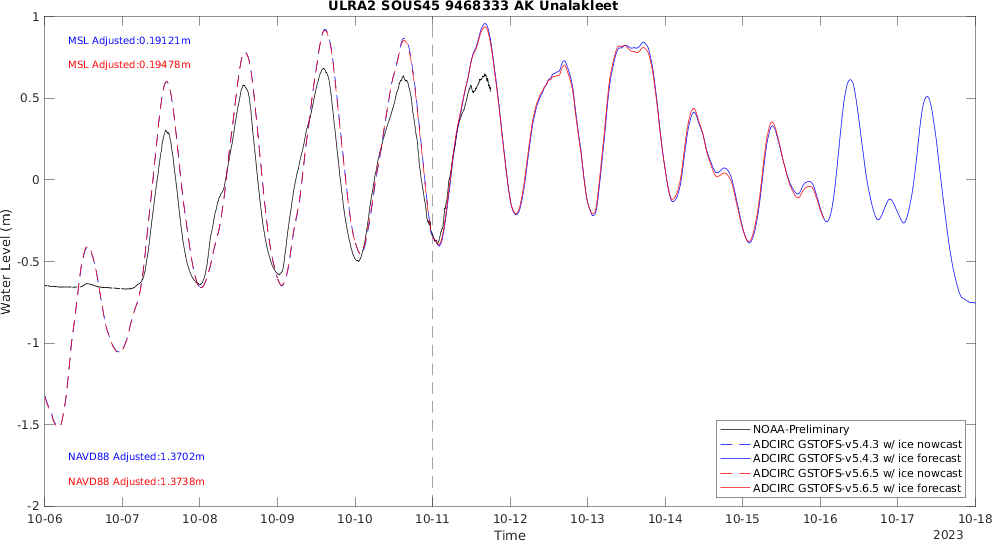 ULRA2 SOUS45 9468333 AK Unalakleet
MSL Adjusted:0.19121m
MSL Adjusted:0.19478m
1
0.5
0
-0.5
-1
-1.5
-2
Water Level (m)
NAVD88 Adjusted:1.3702m
NAVD88 Adjusted:1.3738m
NOAA-Preliminary
ADCIRC GSTOFS-v5.4.3 w/ ice nowcast
ADCIRC GSTOFS-v5.4.3 w/ ice forecast
ADCIRC GSTOFS-v5.6.5 w/ ice nowcast
ADCIRC GSTOFS-v5.6.5 w/ ice forecast
10-06 10-07 10-08 10-09 10-10 10-11 10-12 10-13 10-14 10-15 10-16 10-17 10-18
Time
2023